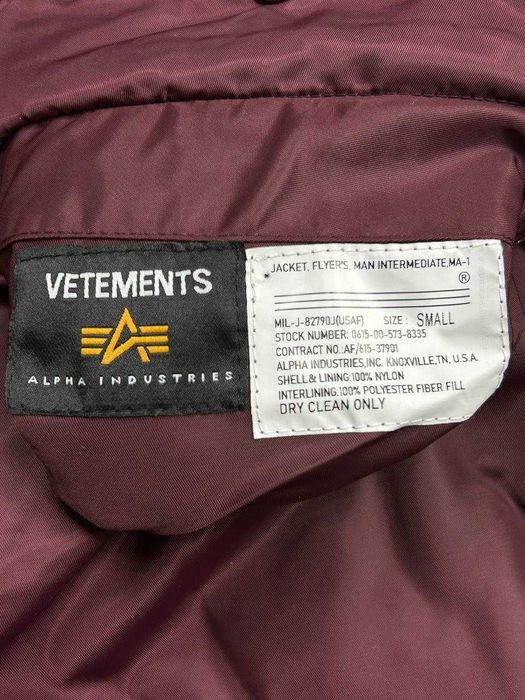 VETEMENTS
ALPHA INDUSTRIES
JACKET, FLYER'S, MAN INTERMEDIATE,MA-1
®
MIL-J-82790J(USAF) SIZE : SMALL
STOCK NUMBER: 0615-00-573-8335
CONTRACT NO.:AF/615-37901
ALPHA INDUSTRIES,INC. KNOXVILLE,TN, U.S.A.
SHELL & LINING:100% NYLON
INTERLINING:100% POLYESTER FIBER FILL
DRY CLEAN ONLY